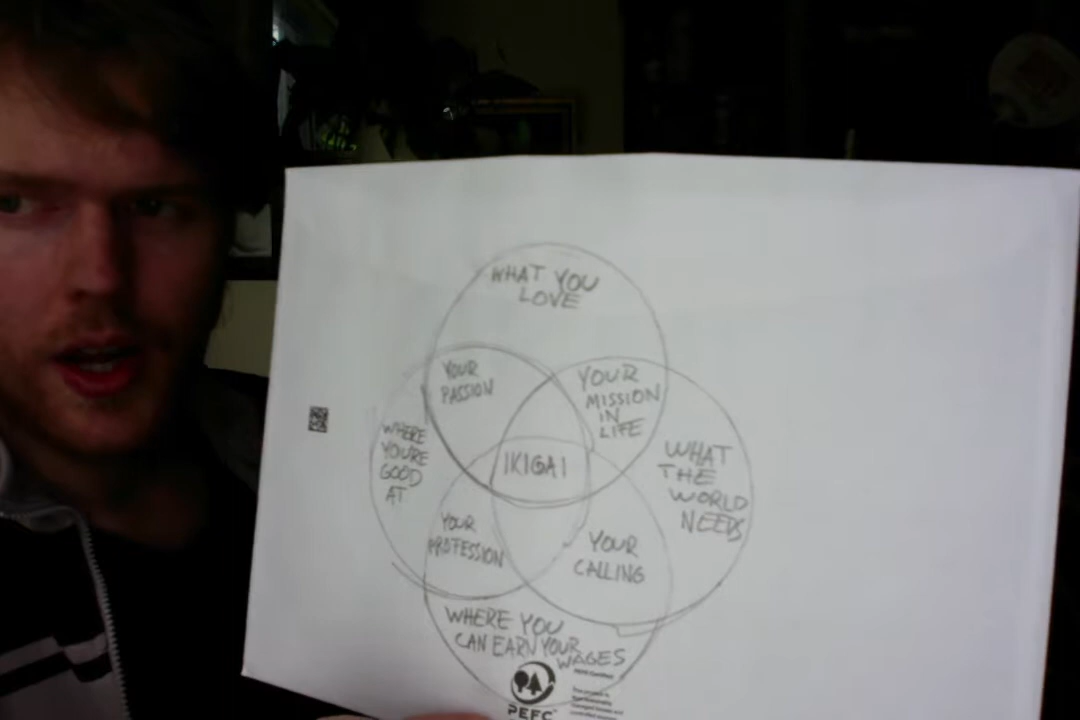 WHAT YOU
LOVE
YOUR
PASSION
YOUR
MISSION
IN
LIFE
WHERE
YOU'RE
GOOD
AT
IKIGAI
WHAT
THE
WORLD
NEEDS
YOUR
PROFESSION
YOUR
CALLING
WHERE YOU
CAN EARN YOUR
WAGES
PEFC